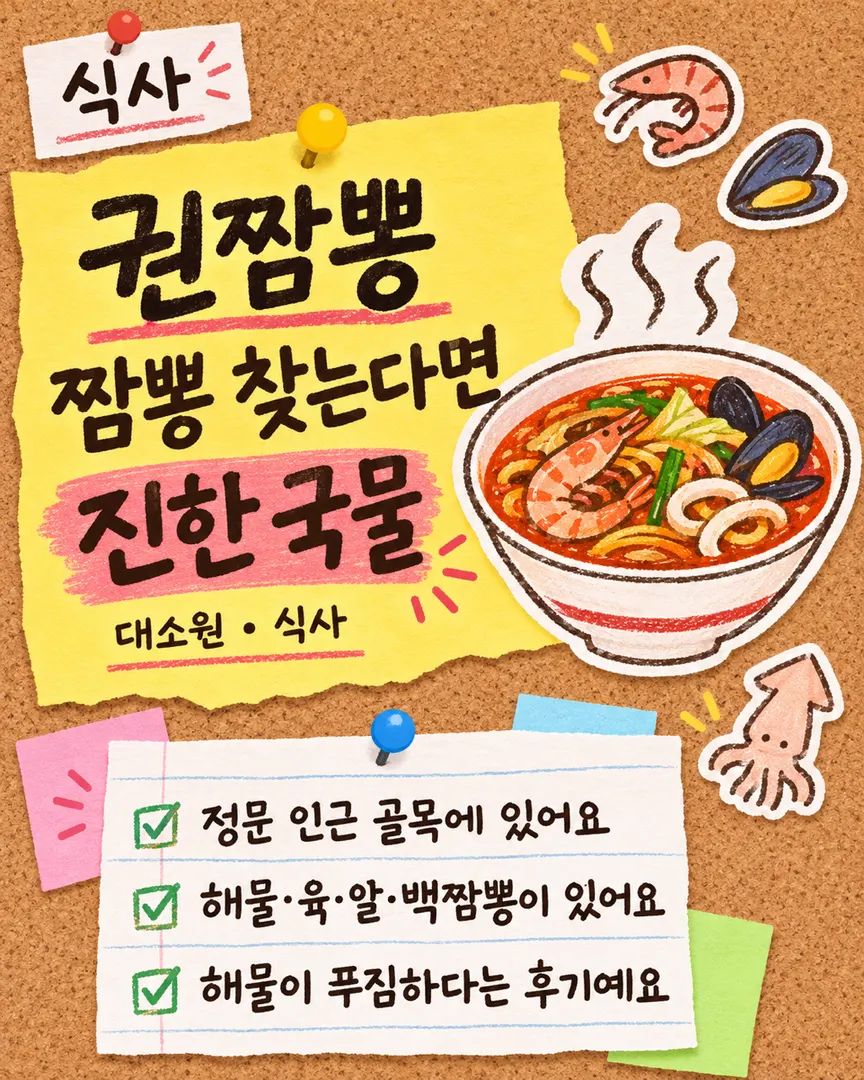 식사
권짬뽕
짬뽕 찾는다면
진한 국물
대소원 • 식사
정문 인근 골목에 있어요
해물·육·알·백짬뽕이 있어요
해물이 푸짐하다는 후기예요